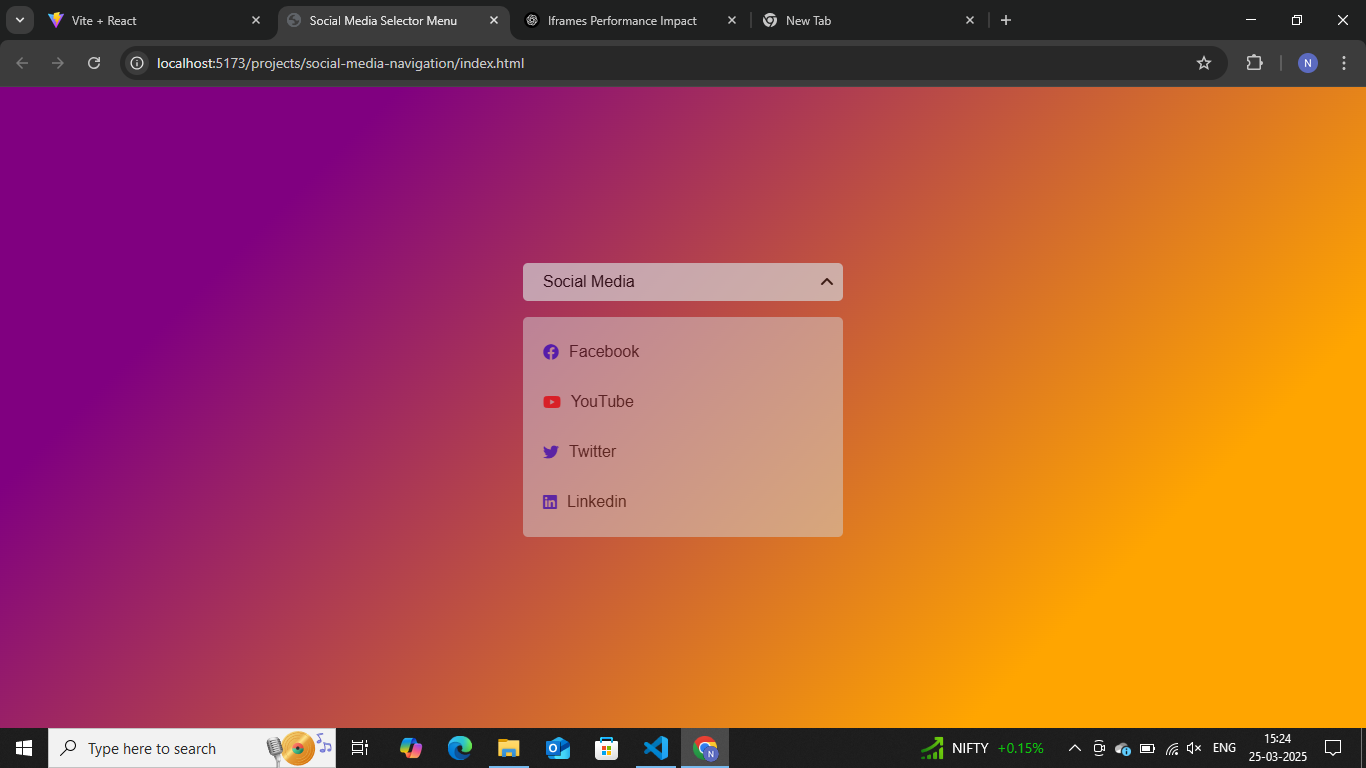 Vite + React
Social Media Selector Menu
Iframes Performance Impact
New Tab
localhost:5173/projects/social-media-navigation/index.html
N
Social Media
Facebook
YouTube
Twitter
Linkedin
Type here to search
N
NIFTY +0.15%
ENG
15:24
25-03-2025